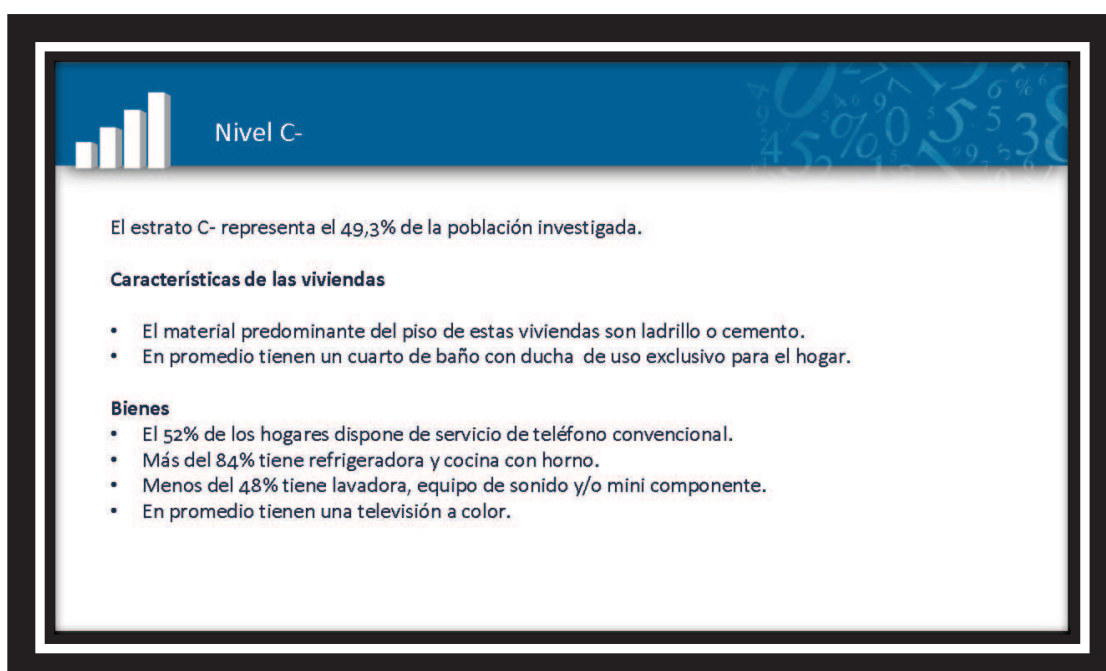 Nivel C-
El estrato C- representa el 49,3% de la población investigada.
Características de las viviendas
• El material predominante del piso de estas viviendas son ladrillo o cemento.
• En promedio tienen un cuarto de baño con ducha de uso exclusivo para el hogar.
Bienes
• El 52% de los hogares dispone de servicio de teléfono convencional.
• Más del 84% tiene refrigeradora y cocina con horno.
• Menos del 48% tiene lavadora, equipo de sonido y/o mini componente.
• En promedio tienen una televisión a color.